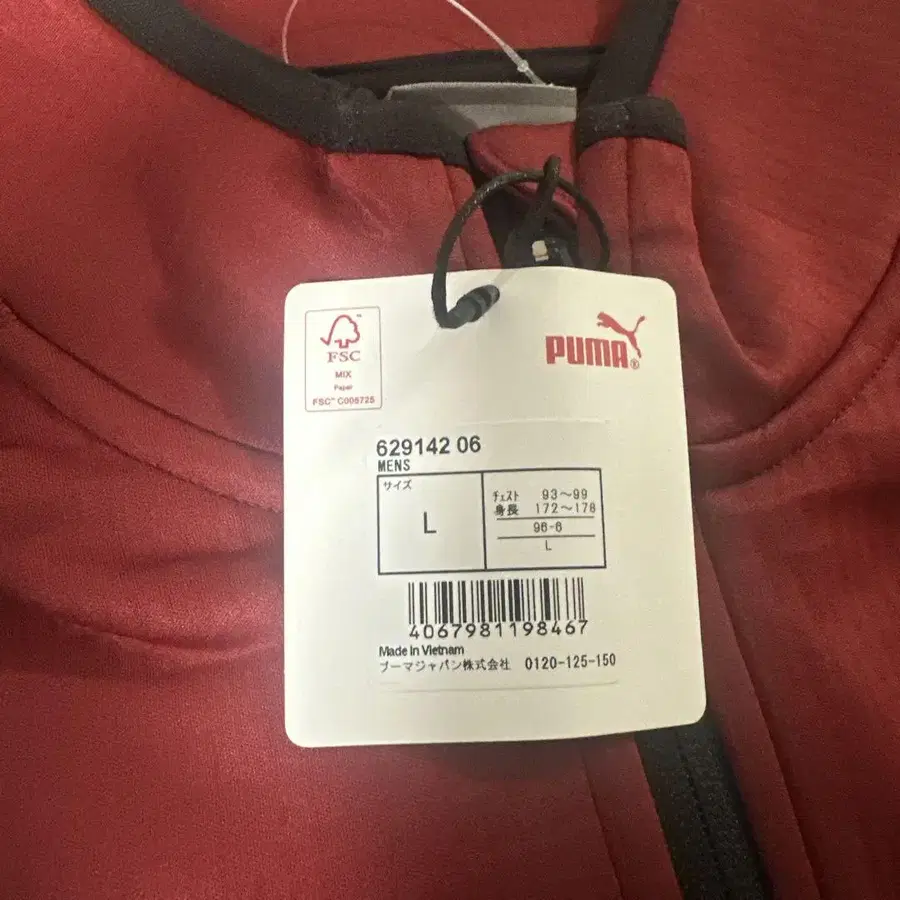 FSC™
MIX
Paper
FSC™ C006725
PUMA®
629142 06
MENS
サイズ
L
チェスト 93～99
身長 172～178
96-6
L
4067981198467
Made in Vietnam
プーマジャパン株式会社 0120-125-150